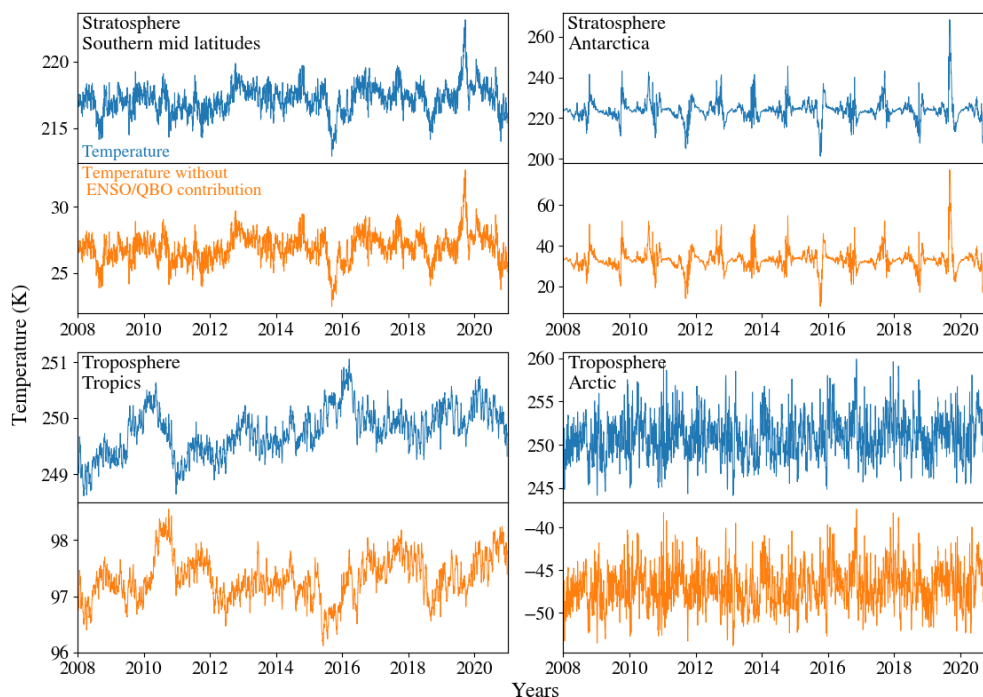 Stratosphere
Southern mid latitudes
220
215
Temperature
Temperature without
ENSO/QBO contribution
30
25
2008 2010 2012 2014 2016 2018 2020
Stratosphere
Antarctica
260
240
220
200
60
40
20
2008 2010 2012 2014 2016 2018 2020
Temperature (K)
Troposphere
Tropics
251
250
249
98
97
96
2008 2010 2012 2014 2016 2018 2020
Troposphere
Arctic
260
255
250
245
−40
−45
−50
2008 2010 2012 2014 2016 2018 2020
Years